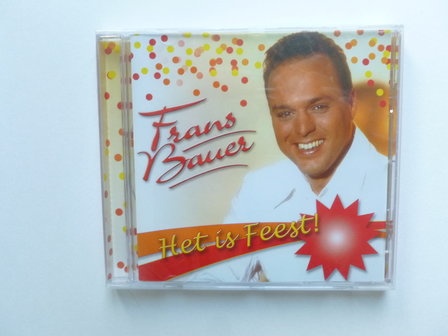 Frans
Bauer
Het is Feest!